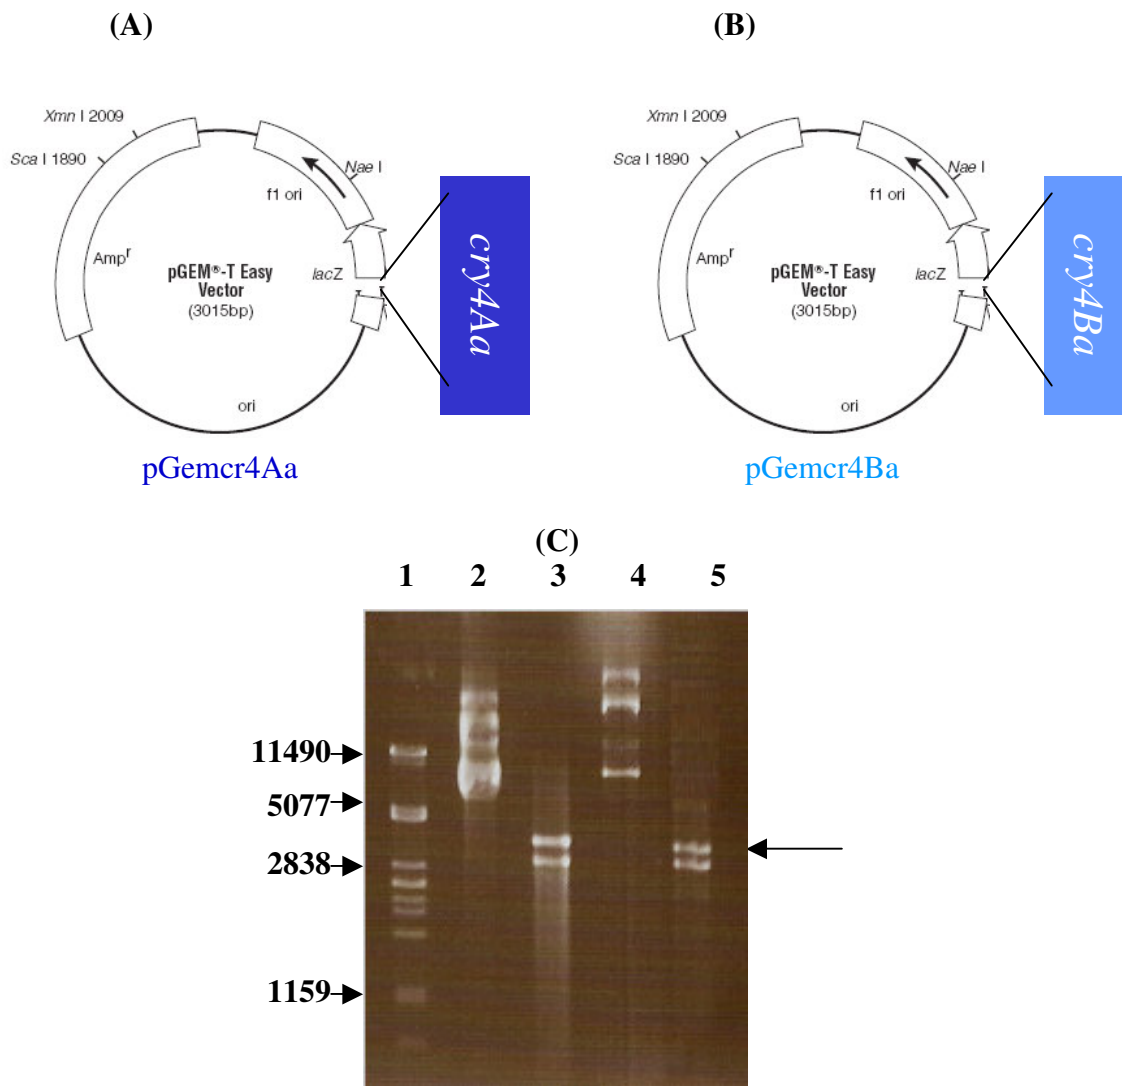 (A) (B)
Xmn I 2009
Sca I 1890
Nae I
f1 ori
Amp^r
pGEM®-T Easy
Vector
(3015bp)
lacZ
ori
cry4Aa
pGemcr4Aa
Xmn I 2009
Sca I 1890
Nae I
f1 ori
Amp^r
pGEM®-T Easy
Vector
(3015bp)
lacZ
ori
cry4Ba
pGemcr4Ba
(C)
1 2 3 4 5
11490
5077
2838
1159